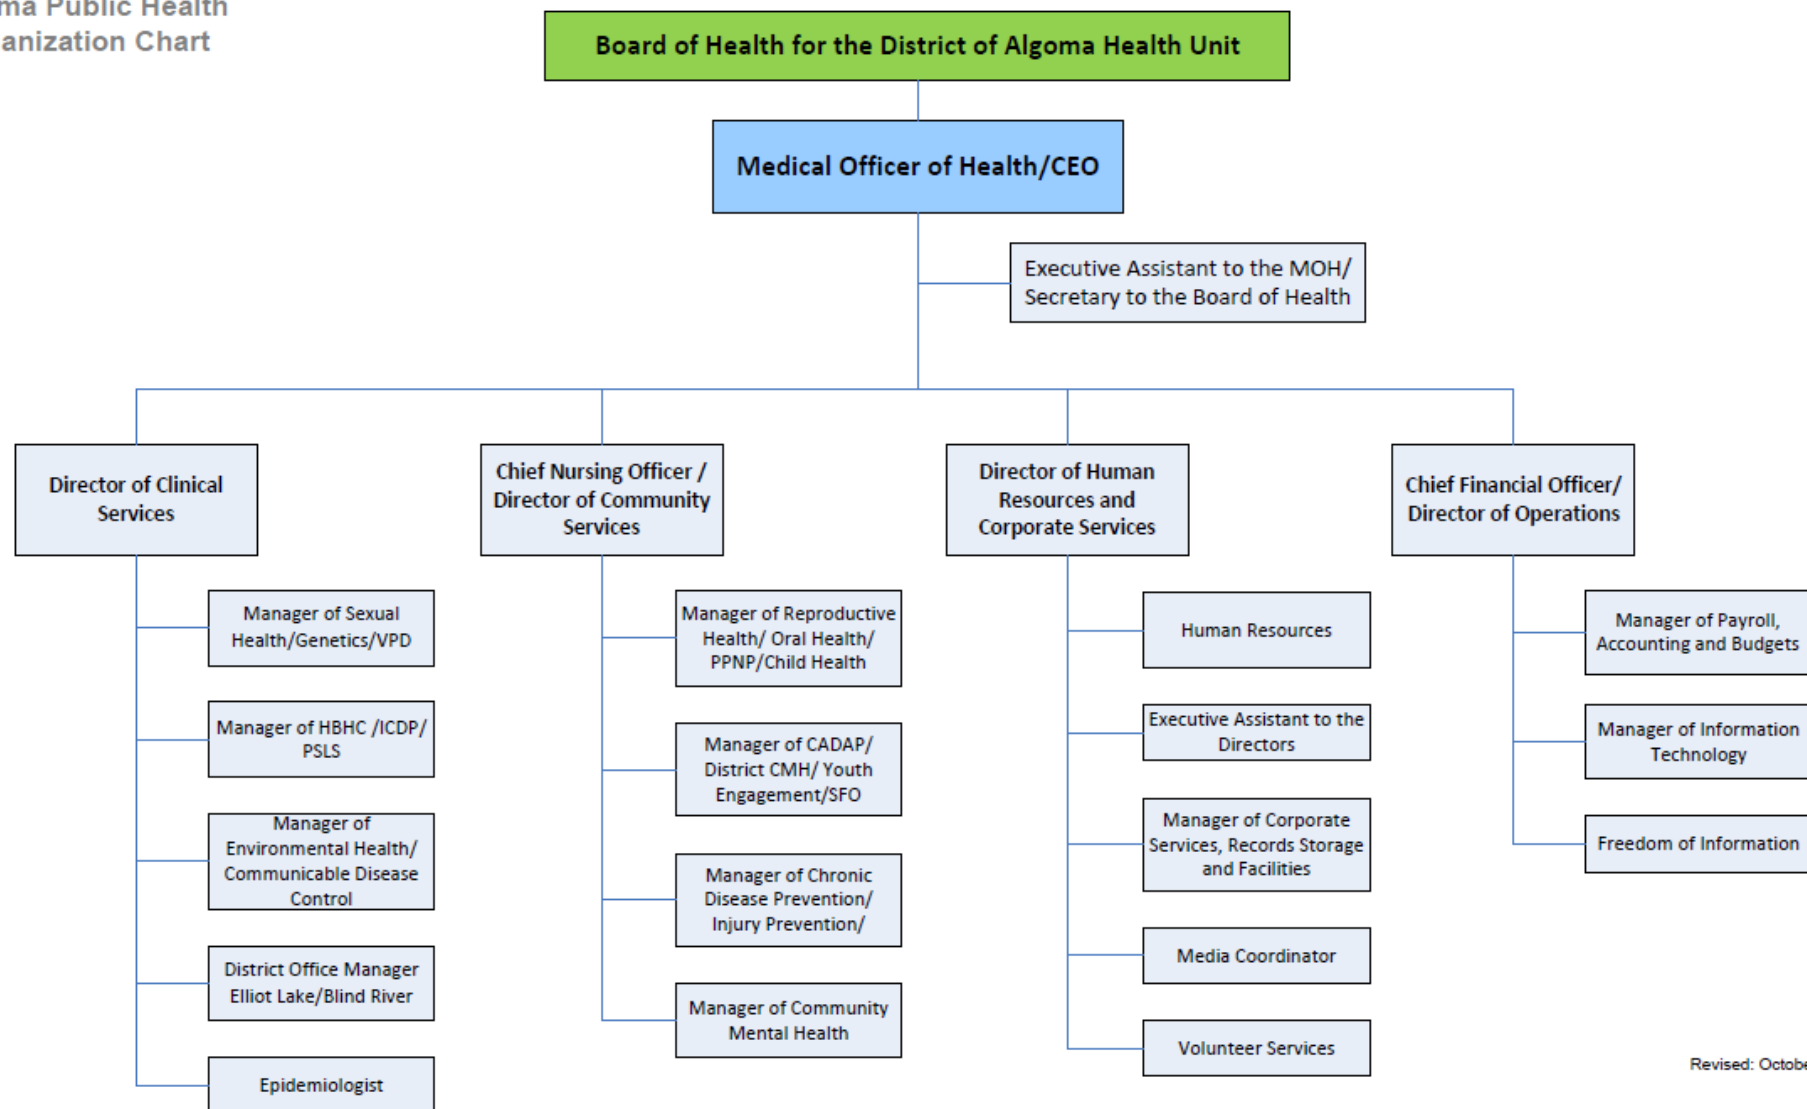 ma Public Health
anization Chart
Board of Health for the District of Algoma Health Unit
Medical Officer of Health/CEO
Executive Assistant to the MOH/
Secretary to the Board of Health
Director of Clinical
Services
Manager of Sexual
Health/Genetics/VPD
Manager of HBHC /ICDP/
PSLS
Manager of
Environmental Health/
Communicable Disease
Control
District Office Manager
Elliot Lake/Blind River
Epidemiologist
Chief Nursing Officer /
Director of Community
Services
Manager of Reproductive
Health/ Oral Health/
PPNP/Child Health
Manager of CADAP/
District CMH/ Youth
Engagement/SFO
Manager of Chronic
Disease Prevention/
Injury Prevention/
Manager of Community
Mental Health
Director of Human
Resources and
Corporate Services
Human Resources
Executive Assistant to the
Directors
Manager of Corporate
Services, Records Storage
and Facilities
Media Coordinator
Volunteer Services
Chief Financial Officer/
Director of Operations
Manager of Payroll,
Accounting and Budgets
Manager of Information
Technology
Freedom of Information
Revised: Octobe